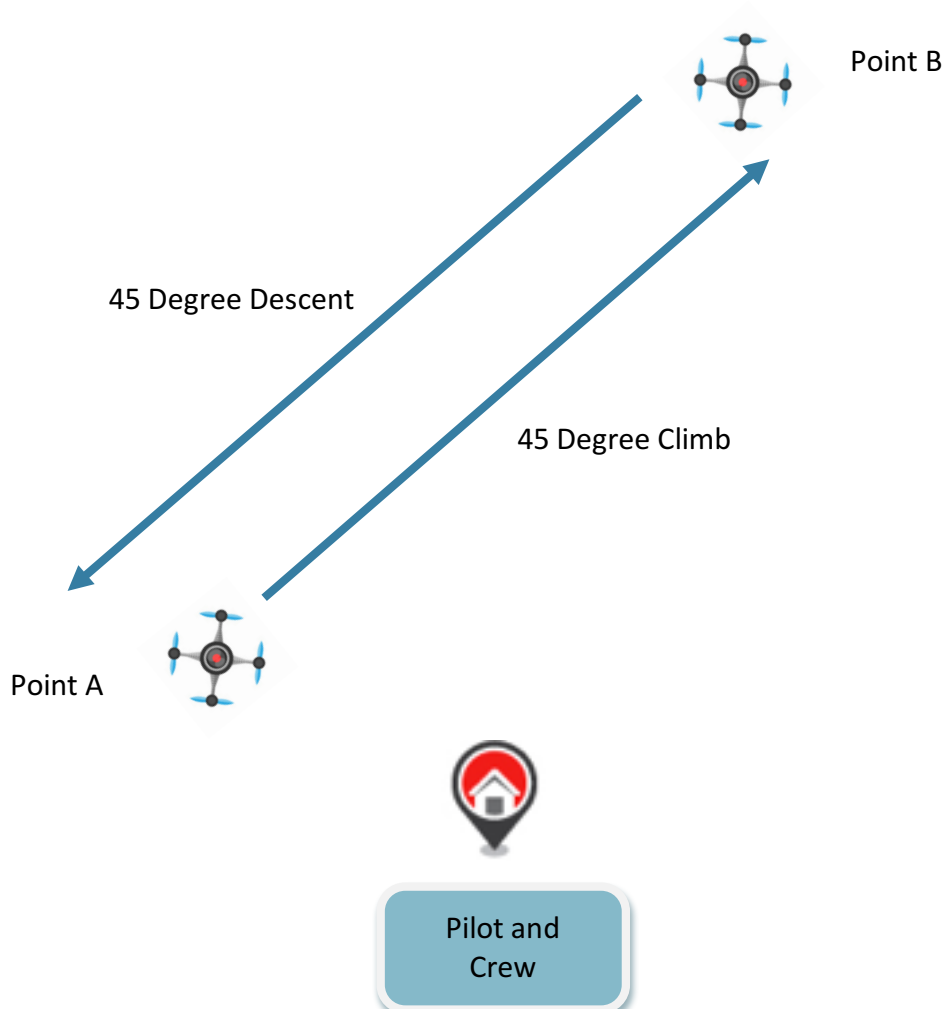 Point B
45 Degree Descent
45 Degree Climb
Point A
Pilot and
Crew